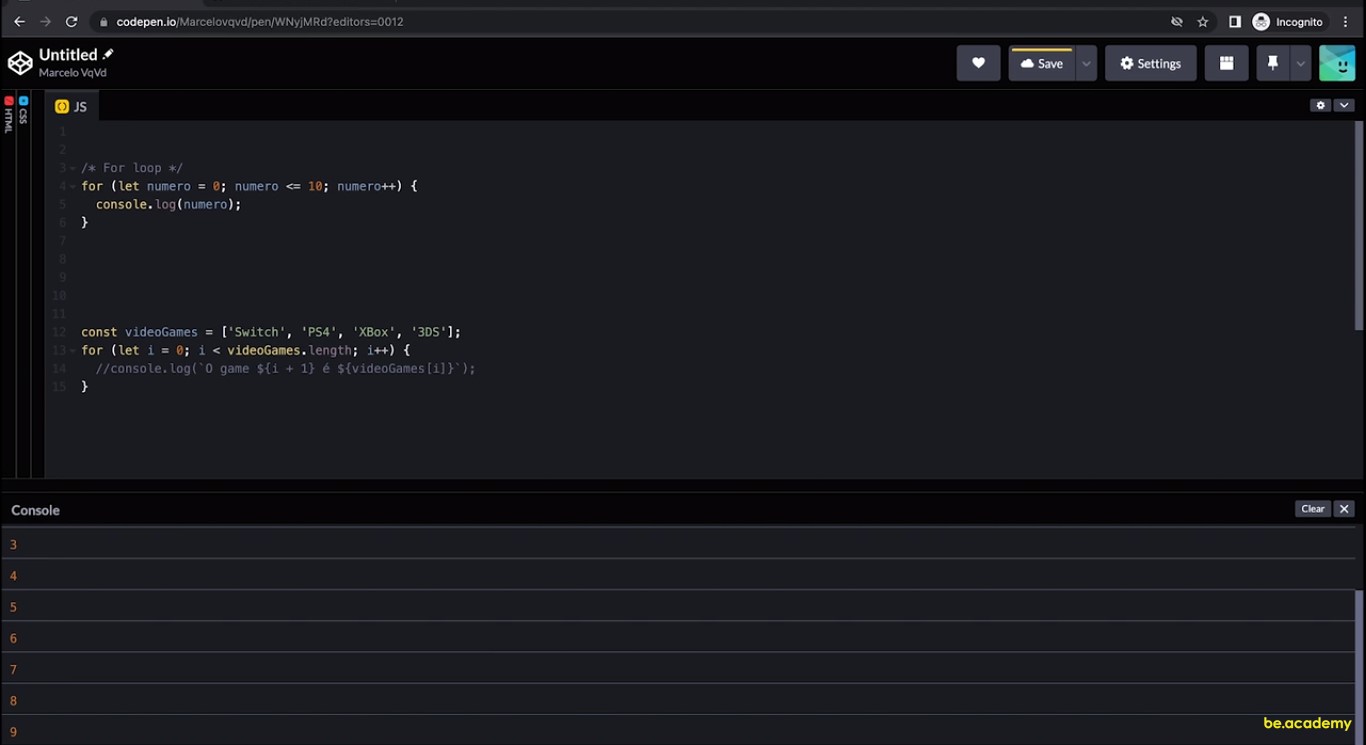 codepen.io/Marcelovqvd/pen/WNyjMRd?editors=0012
Incognito
Untitled
Marcelo VqVd
Save
Settings
HTML
CSS
JS
1
2
3 /* For loop */
4 for (let numero = 0; numero <= 10; numero++) {
5 console.log(numero);
6 }
7
8
9
10
11
12 const videoGames = ['Switch', 'PS4', 'XBox', '3DS'];
13 for (let i = 0; i < videoGames.length; i++) {
14 //console.log(`O game ${i + 1} é ${videoGames[i]}`);
15 }
Console
Clear
3
4
5
6
7
8
9
be.academy